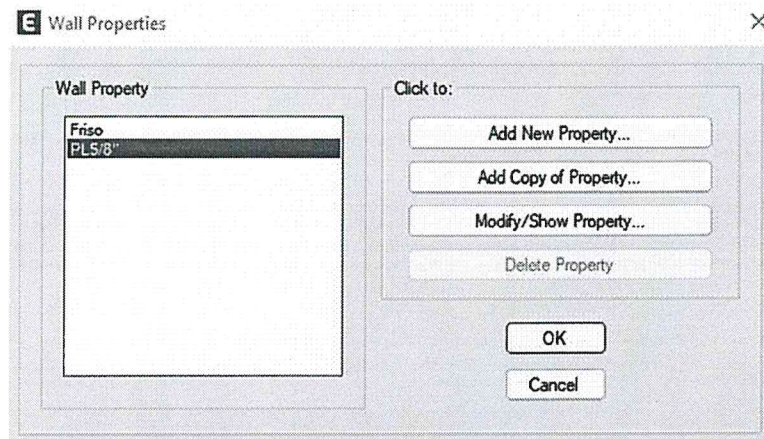 E Wall Properties
Wall Property
Friso
PL5/8"
Click to:
Add New Property...
Add Copy of Property...
Modify/Show Property...
Delete Property
OK
Cancel